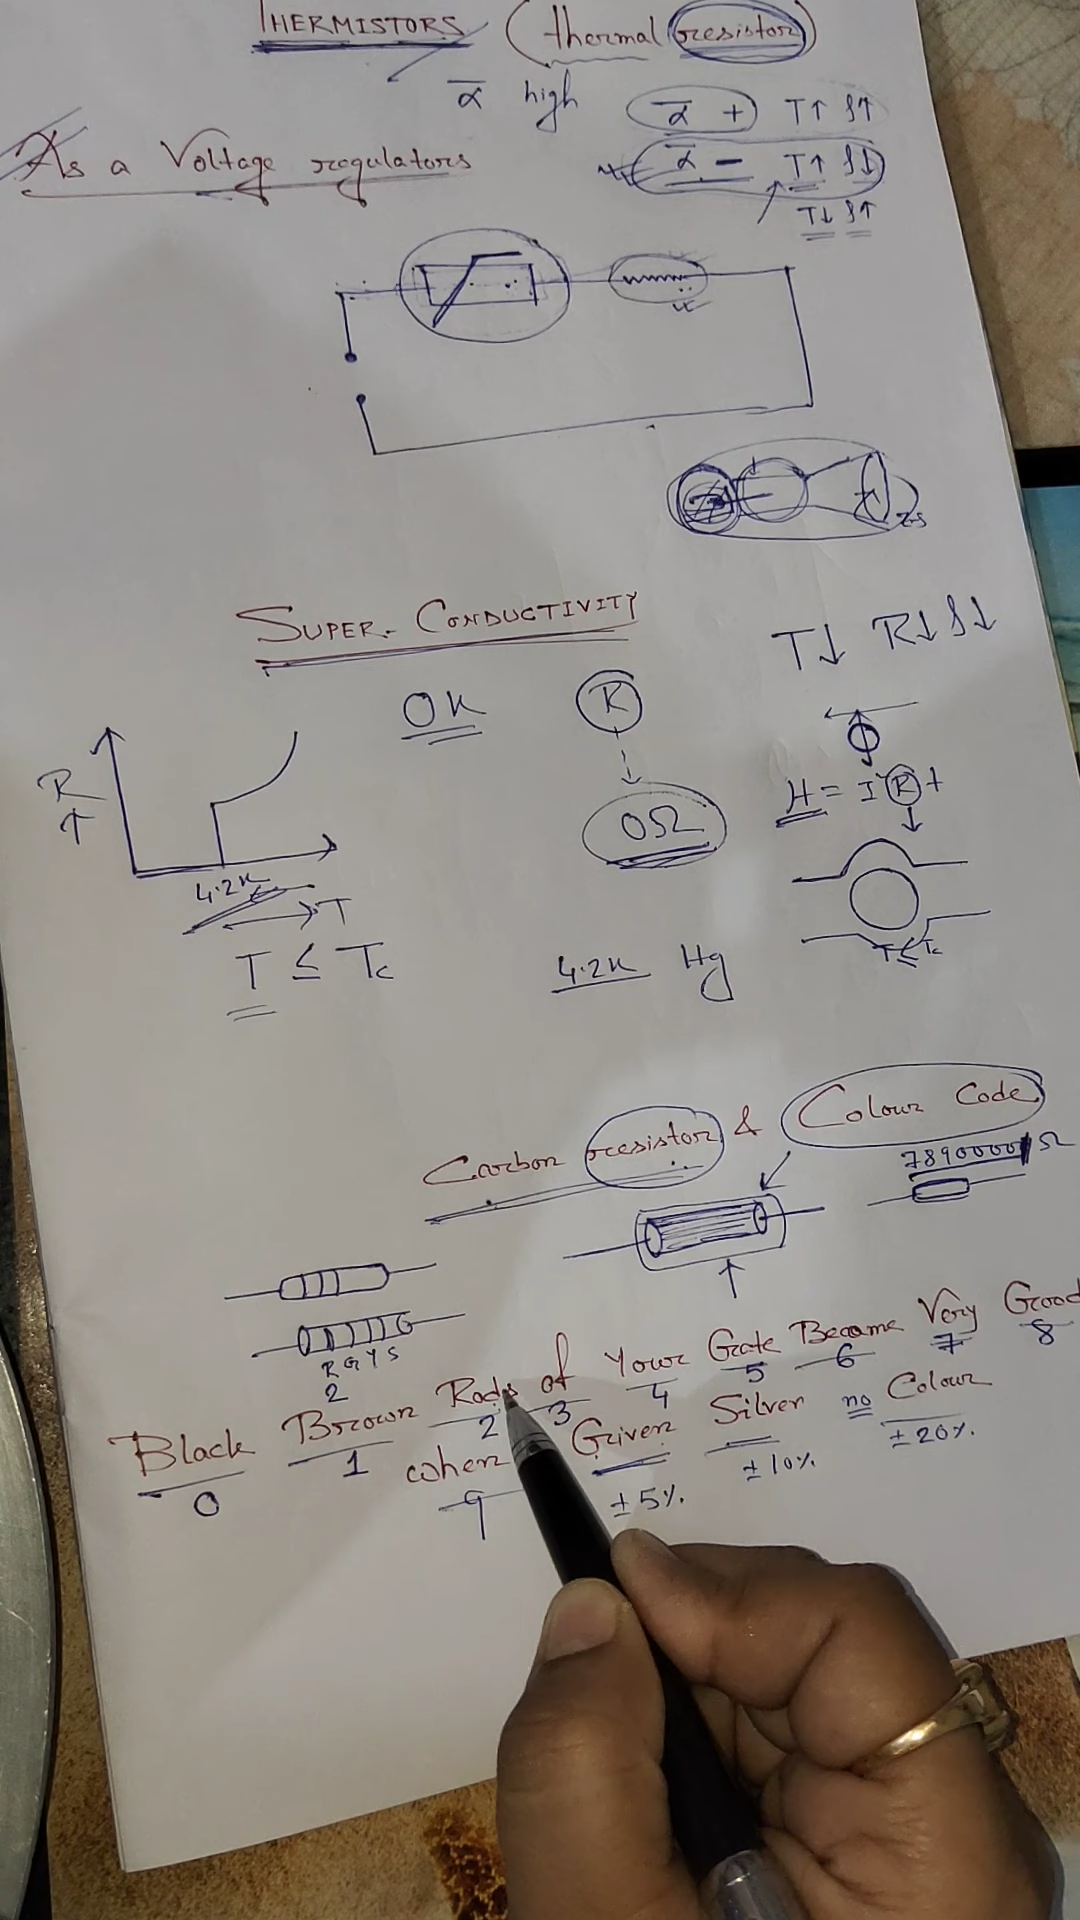 THERMISTORS (thermal resistor)
α high
α + T↑ ρ↑
As a Voltage regulators
α - T↑ ρ↓
T↓ ρ↑
SUPER-CONDUCTIVITY
T↓ R↓ ρ↓
0K R
R
↑
H = I²Rt
0Ω
4.2K
T
T ≤ Tc
4.2K Hg
T ≤ Tc
Carbon resistor & Colour Code
7890000 Ω
R G Y S
2
Black Brown Rods of Your Gate Became Very Good
0 1 2 3 4 5 6 7 8
when Given Silver no Colour
9 ±5% ±10% ±20%